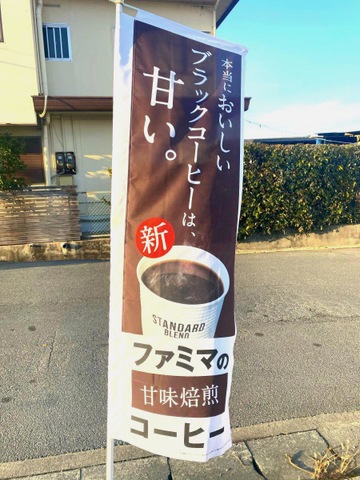 本当においしい
ブラックコーヒーは、
甘い。
新
STANDARD
BLEND
ファミマの
甘味焙煎
コーヒー